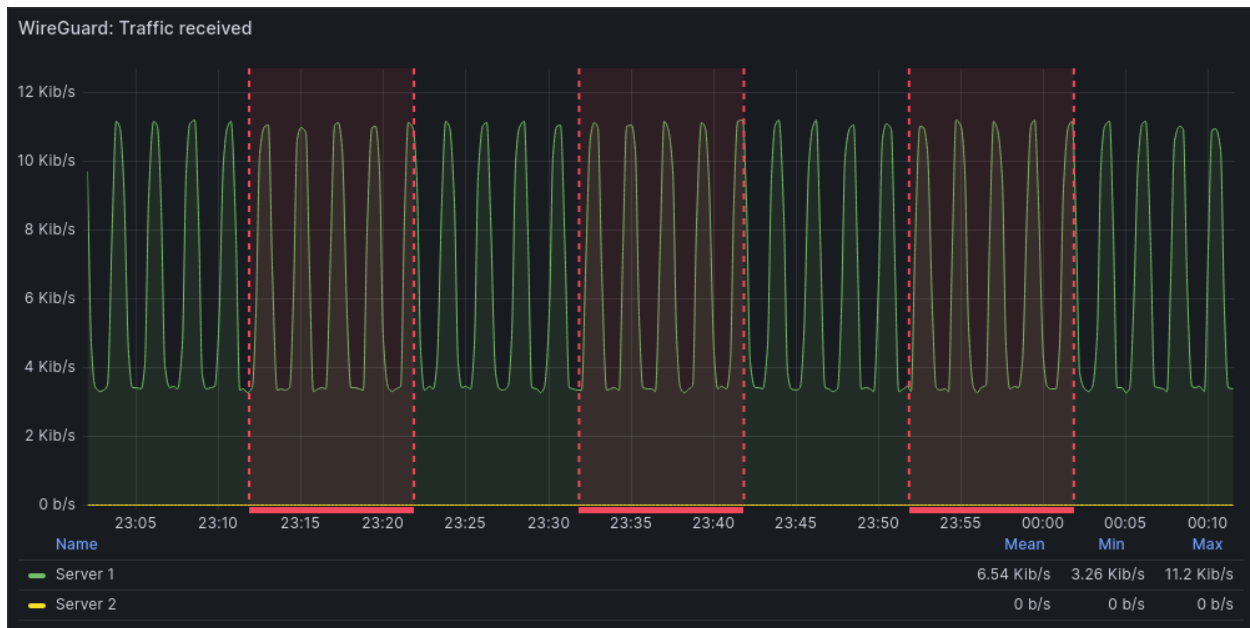 WireGuard: Traffic received
12 Kib/s
10 Kib/s
8 Kib/s
6 Kib/s
4 Kib/s
2 Kib/s
0 b/s
23:05 23:10 23:15 23:20 23:25 23:30 23:35 23:40 23:45 23:50 23:55 00:00 00:05 00:10
Name Mean Min Max
Server 1 6.54 Kib/s 3.26 Kib/s 11.2 Kib/s
Server 2 0 b/s 0 b/s 0 b/s